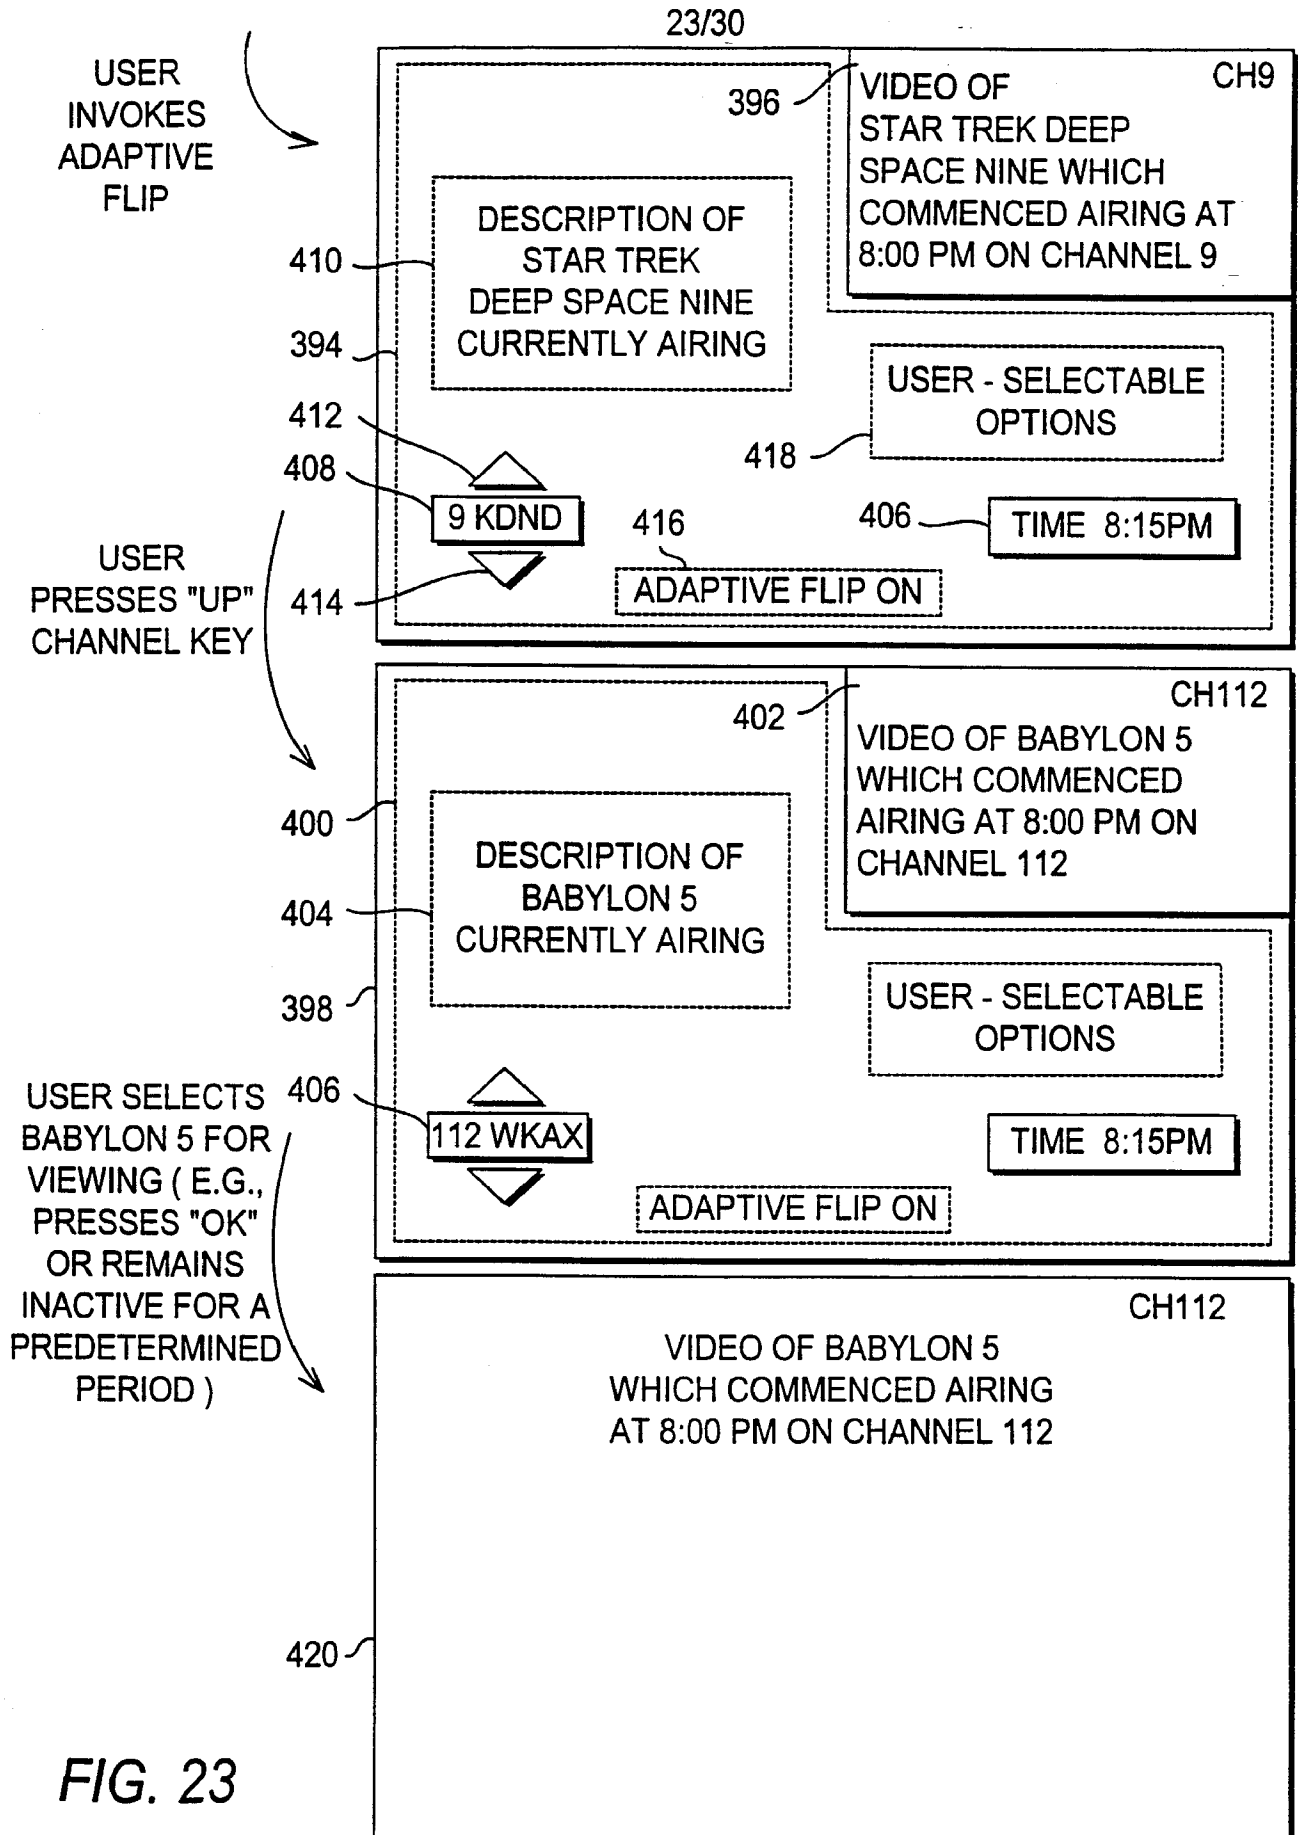 23/30
USER
INVOKES
ADAPTIVE
FLIP
396
VIDEO OF
CH9
STAR TREK DEEP
SPACE NINE WHICH
COMMENCED AIRING AT
8:00 PM ON CHANNEL 9
410
DESCRIPTION OF
STAR TREK
DEEP SPACE NINE
CURRENTLY AIRING
394
USER - SELECTABLE
OPTIONS
418
412
408
9 KDND
414
416
ADAPTIVE FLIP ON
406
TIME 8:15PM
USER
PRESSES "UP"
CHANNEL KEY
402
CH112
VIDEO OF BABYLON 5
WHICH COMMENCED
AIRING AT 8:00 PM ON
CHANNEL 112
400
DESCRIPTION OF
BABYLON 5
CURRENTLY AIRING
404
398
USER - SELECTABLE
OPTIONS
406
112 WKAX
TIME 8:15PM
ADAPTIVE FLIP ON
USER SELECTS
BABYLON 5 FOR
VIEWING ( E.G.,
PRESSES "OK"
OR REMAINS
INACTIVE FOR A
PREDETERMINED
PERIOD )
CH112
VIDEO OF BABYLON 5
WHICH COMMENCED AIRING
AT 8:00 PM ON CHANNEL 112
420
FIG. 23